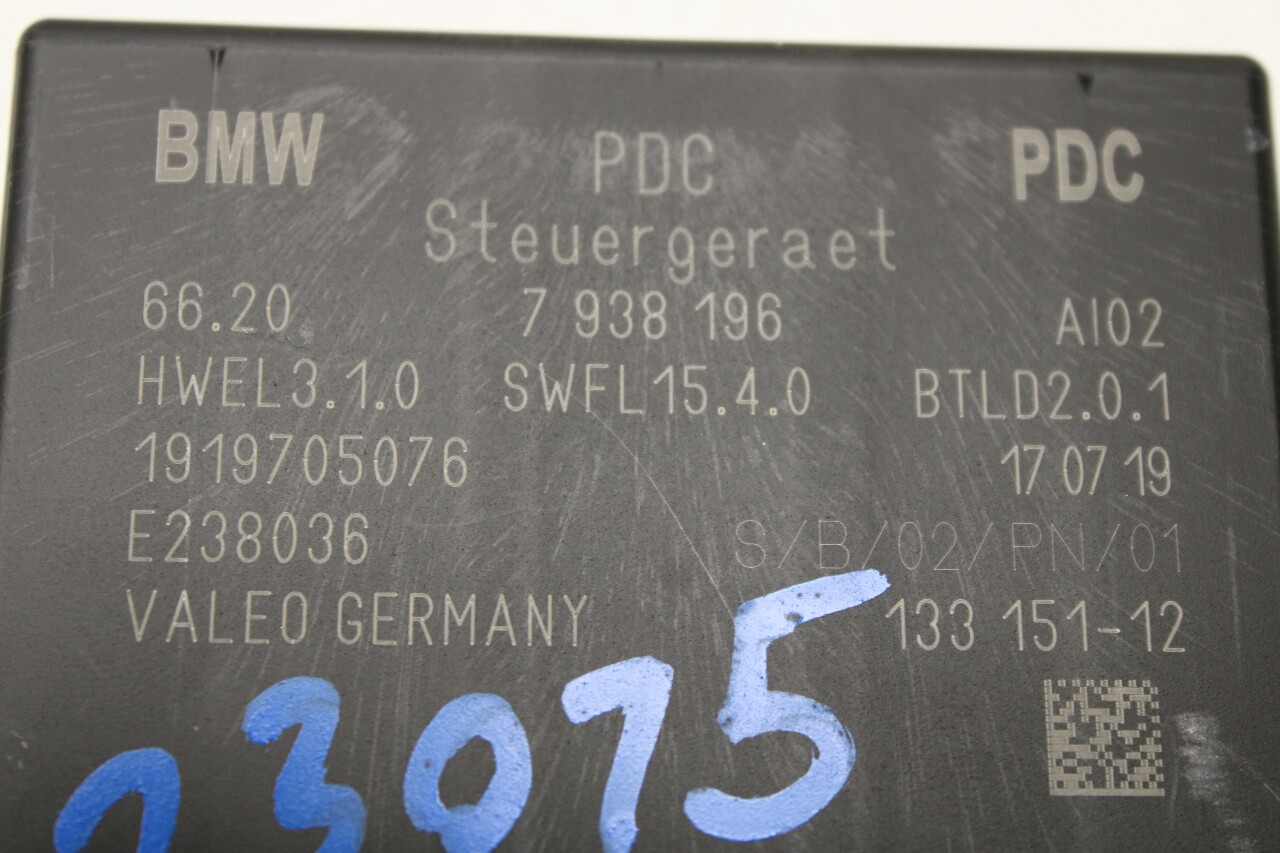 BMW PDC PDC
Steuergeraet
66.20 7 938 196 AI02
HWEL3.1.0 SWFL15.4.0 BTLD2.0.1
1919705076 17 07 19
E238036 S/B/02/PN/01
VALEO GERMANY 133 151-12
3015